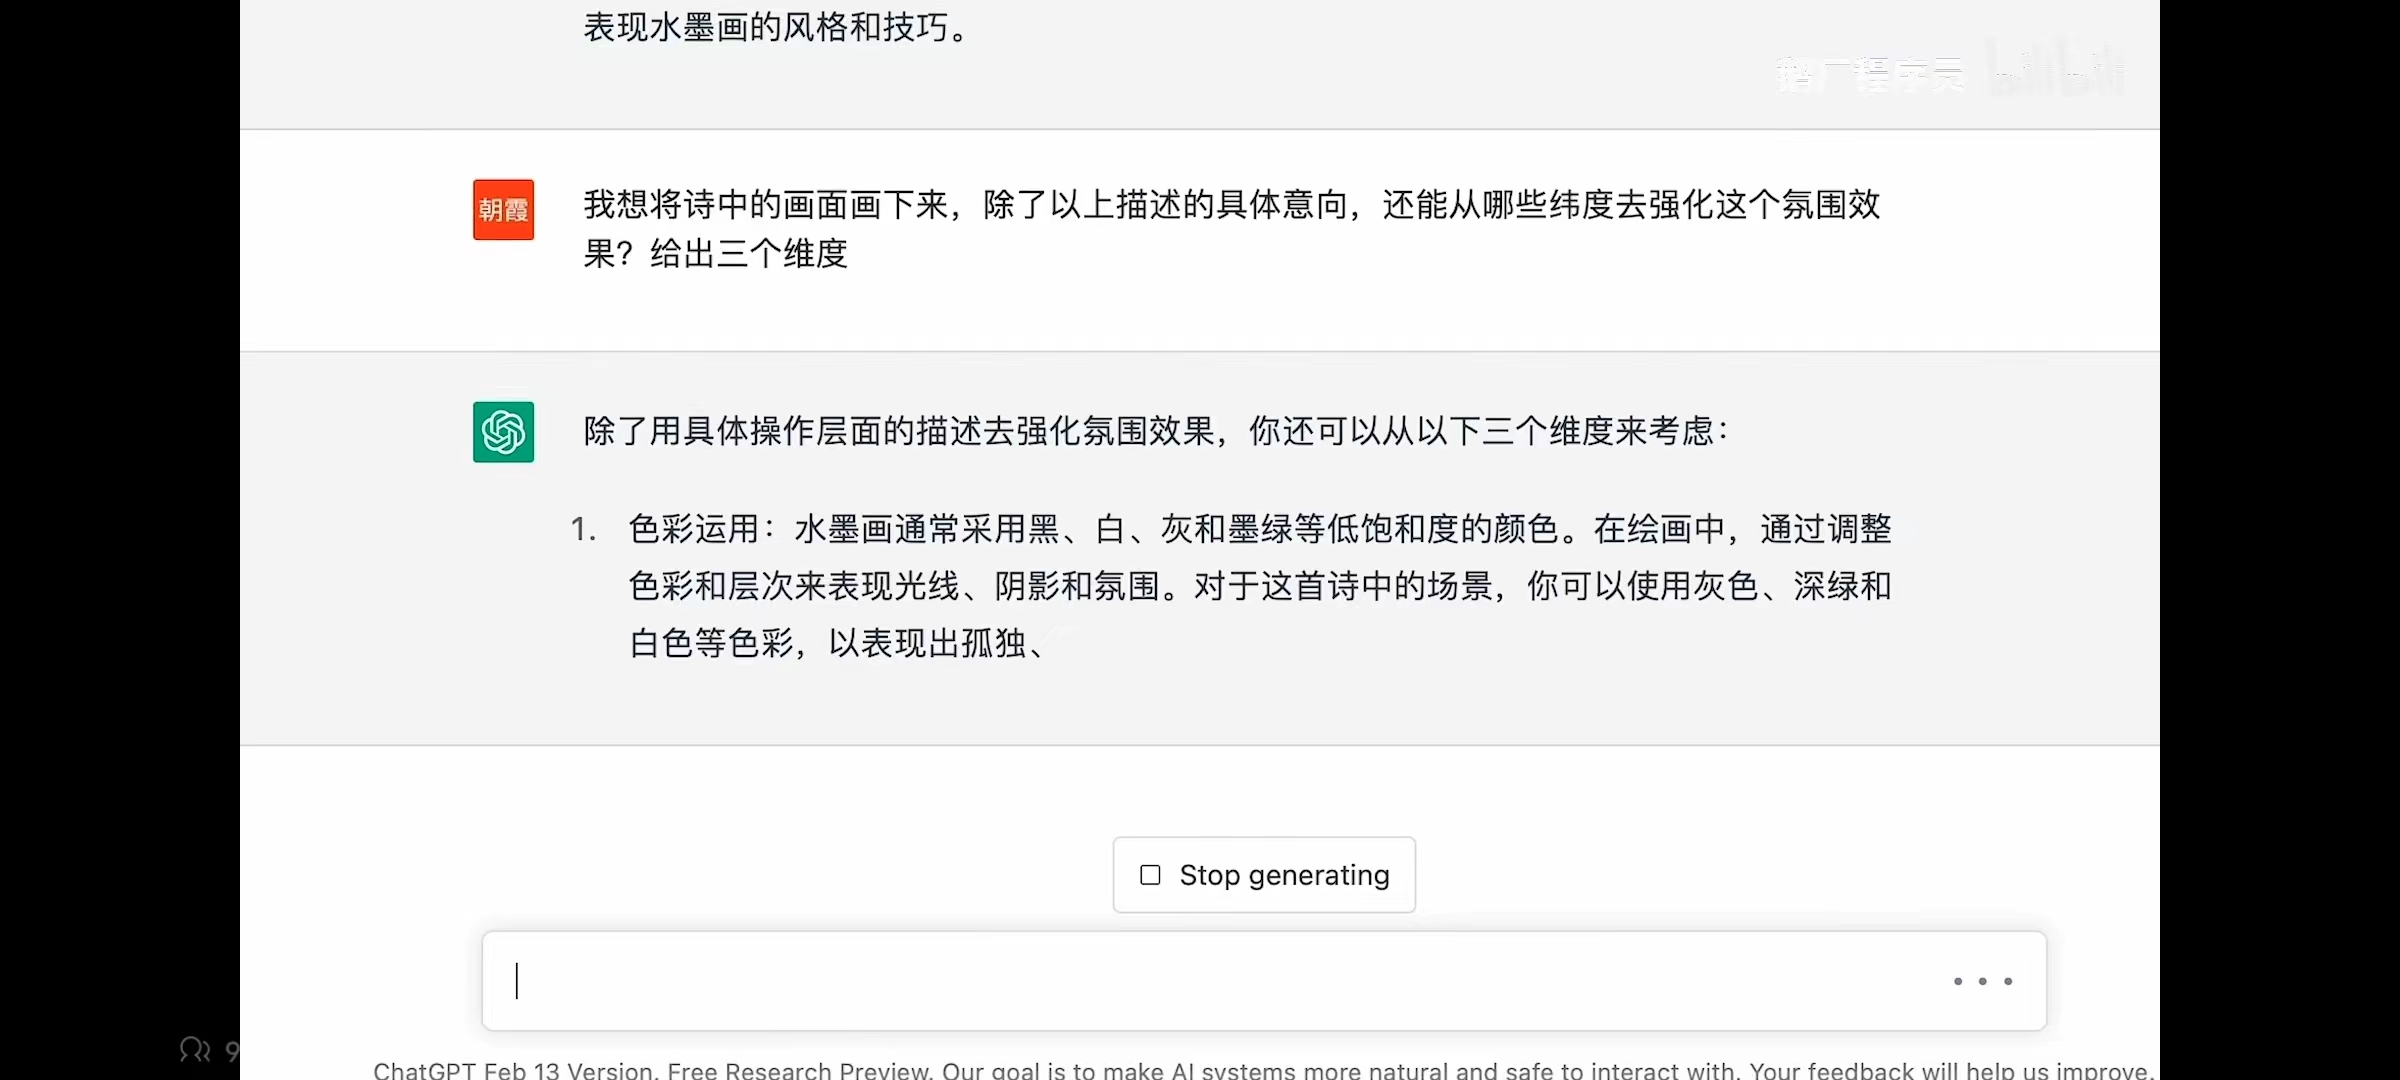 表现水墨画的风格和技巧。
鹅厂程序员 bilibili
朝霞
我想将诗中的画面画下来，除了以上描述的具体意向，还能从哪些纬度去强化这个氛围效
果？给出三个维度
除了用具体操作层面的描述去强化氛围效果，你还可以从以下三个维度来考虑：
1. 色彩运用：水墨画通常采用黑、白、灰和墨绿等低饱和度的颜色。在绘画中，通过调整
色彩和层次来表现光线、阴影和氛围。对于这首诗中的场景，你可以使用灰色、深绿和
白色等色彩，以表现出孤独、
Stop generating
9
ChatGPT Feb 13 Version. Free Research Preview. Our goal is to make AI systems more natural and safe to interact with. Your feedback will help us improve.